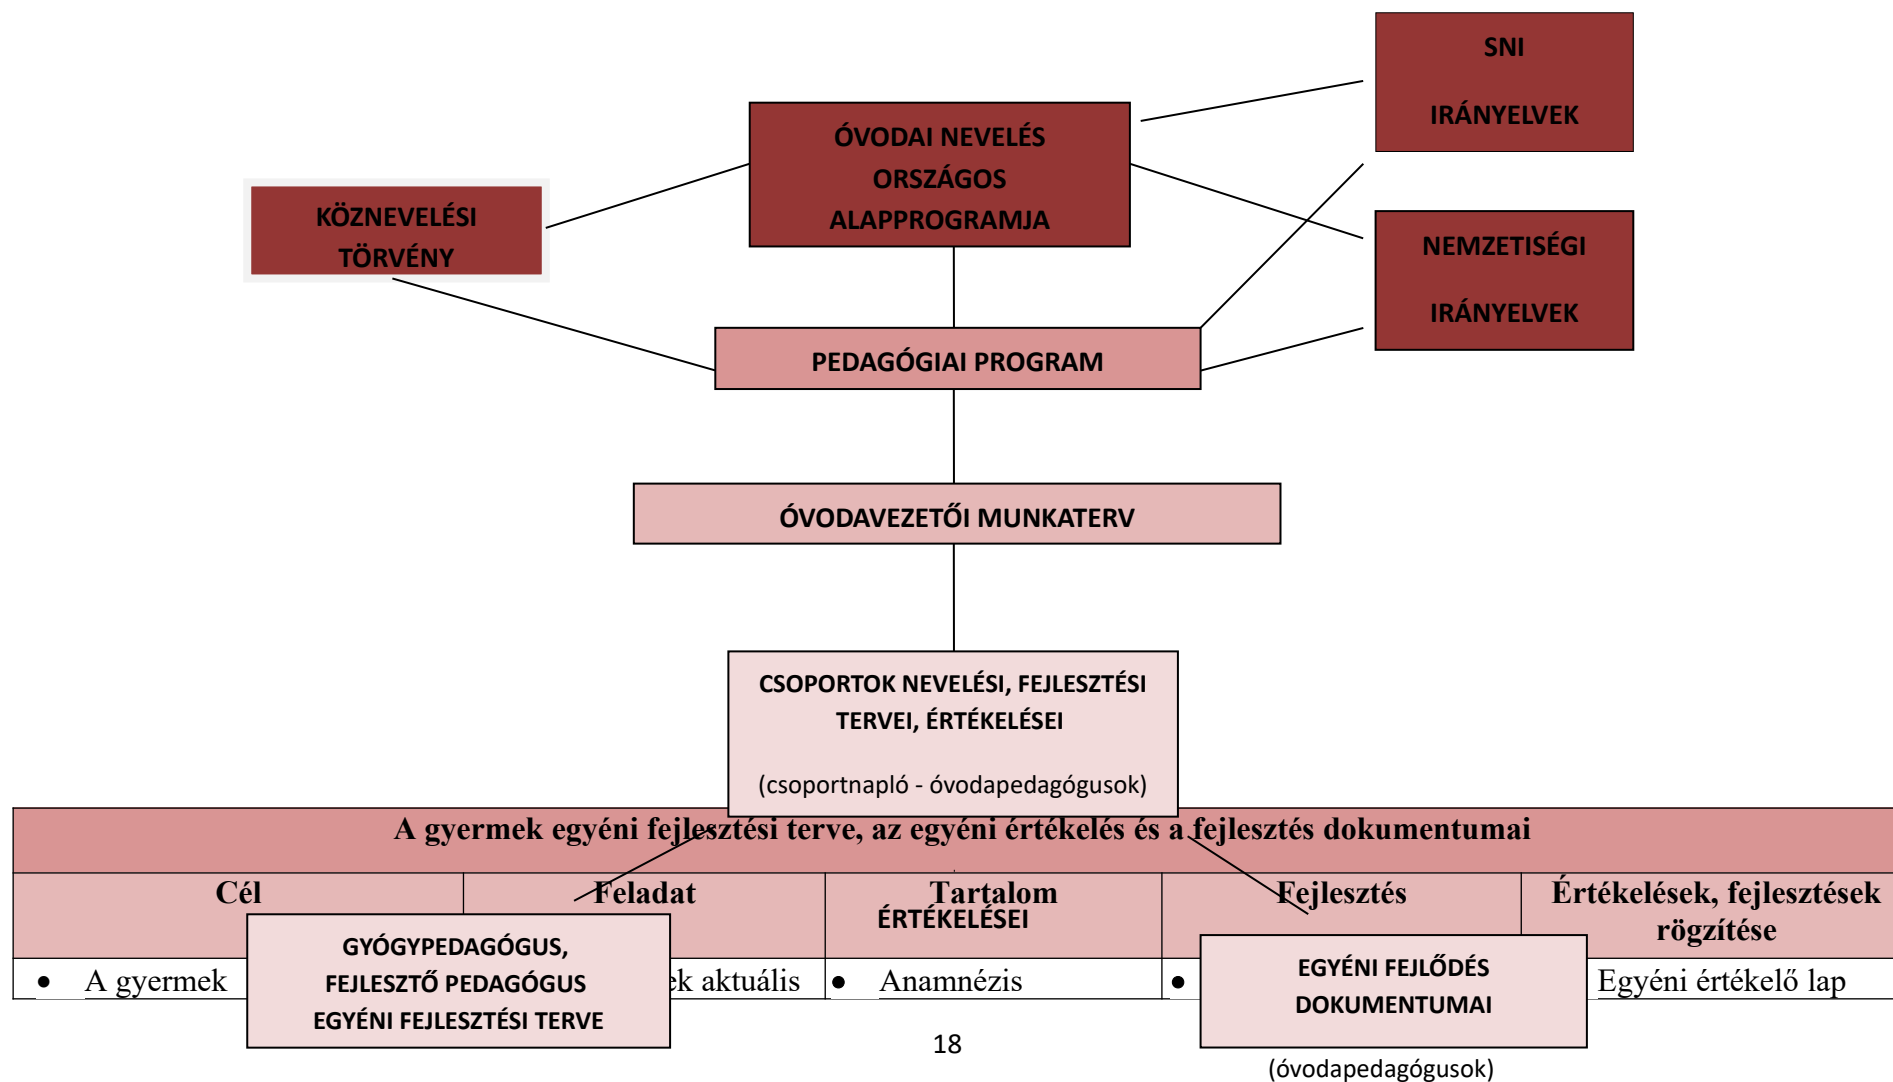 SNI
IRÁNYELVEK
ÓVODAI NEVELÉS
ORSZÁGOS
ALAPPROGRAMJA
KÖZNEVELÉSI
TÖRVÉNY
NEMZETISÉGI
IRÁNYELVEK
PEDAGÓGIAI PROGRAM
ÓVODAVEZETŐI MUNKATERV
CSOPORTOK NEVELÉSI, FEJLESZTÉSI
TERVEI, ÉRTÉKELÉSEI
(csoportnapló - óvodapedagógusok)
A gyermek egyéni fejlesztési terve, az egyéni értékelés és a fejlesztés dokumentumai
Cél
Feladat
Tartalom
Fejlesztés
Értékelések, fejlesztések
rögzítése
ÉRTÉKELÉSEI
GYÓGYPEDAGÓGUS,
FEJLESZTŐ PEDAGÓGUS
EGYÉNI FEJLESZTÉSI TERVE
EGYÉNI FEJLŐDÉS
DOKUMENTUMAI
• A gyermek
ek aktuális
• Anamnézis
•
Egyéni értékelő lap
18
(óvodapedagógusok)